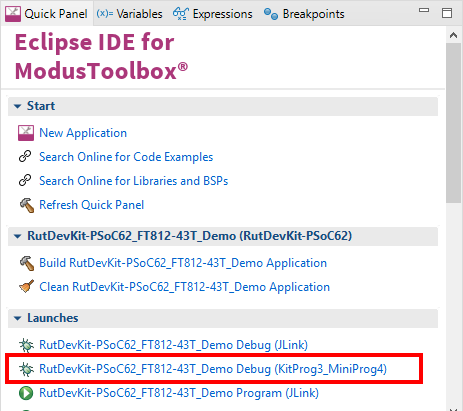 Quick Panel (x)= Variables Expressions Breakpoints
Eclipse IDE for
ModusToolbox®
Start
New Application
Search Online for Code Examples
Search Online for Libraries and BSPs
Refresh Quick Panel
RutDevKit-PSoC62_FT812-43T_Demo (RutDevKit-PSoC62)
Build RutDevKit-PSoC62_FT812-43T_Demo Application
Clean RutDevKit-PSoC62_FT812-43T_Demo Application
Launches
RutDevKit-PSoC62_FT812-43T_Demo Debug (JLink)
RutDevKit-PSoC62_FT812-43T_Demo Debug (KitProg3_MiniProg4)
RutDevKit-PSoC62_FT812-43T_Demo Program (JLink)